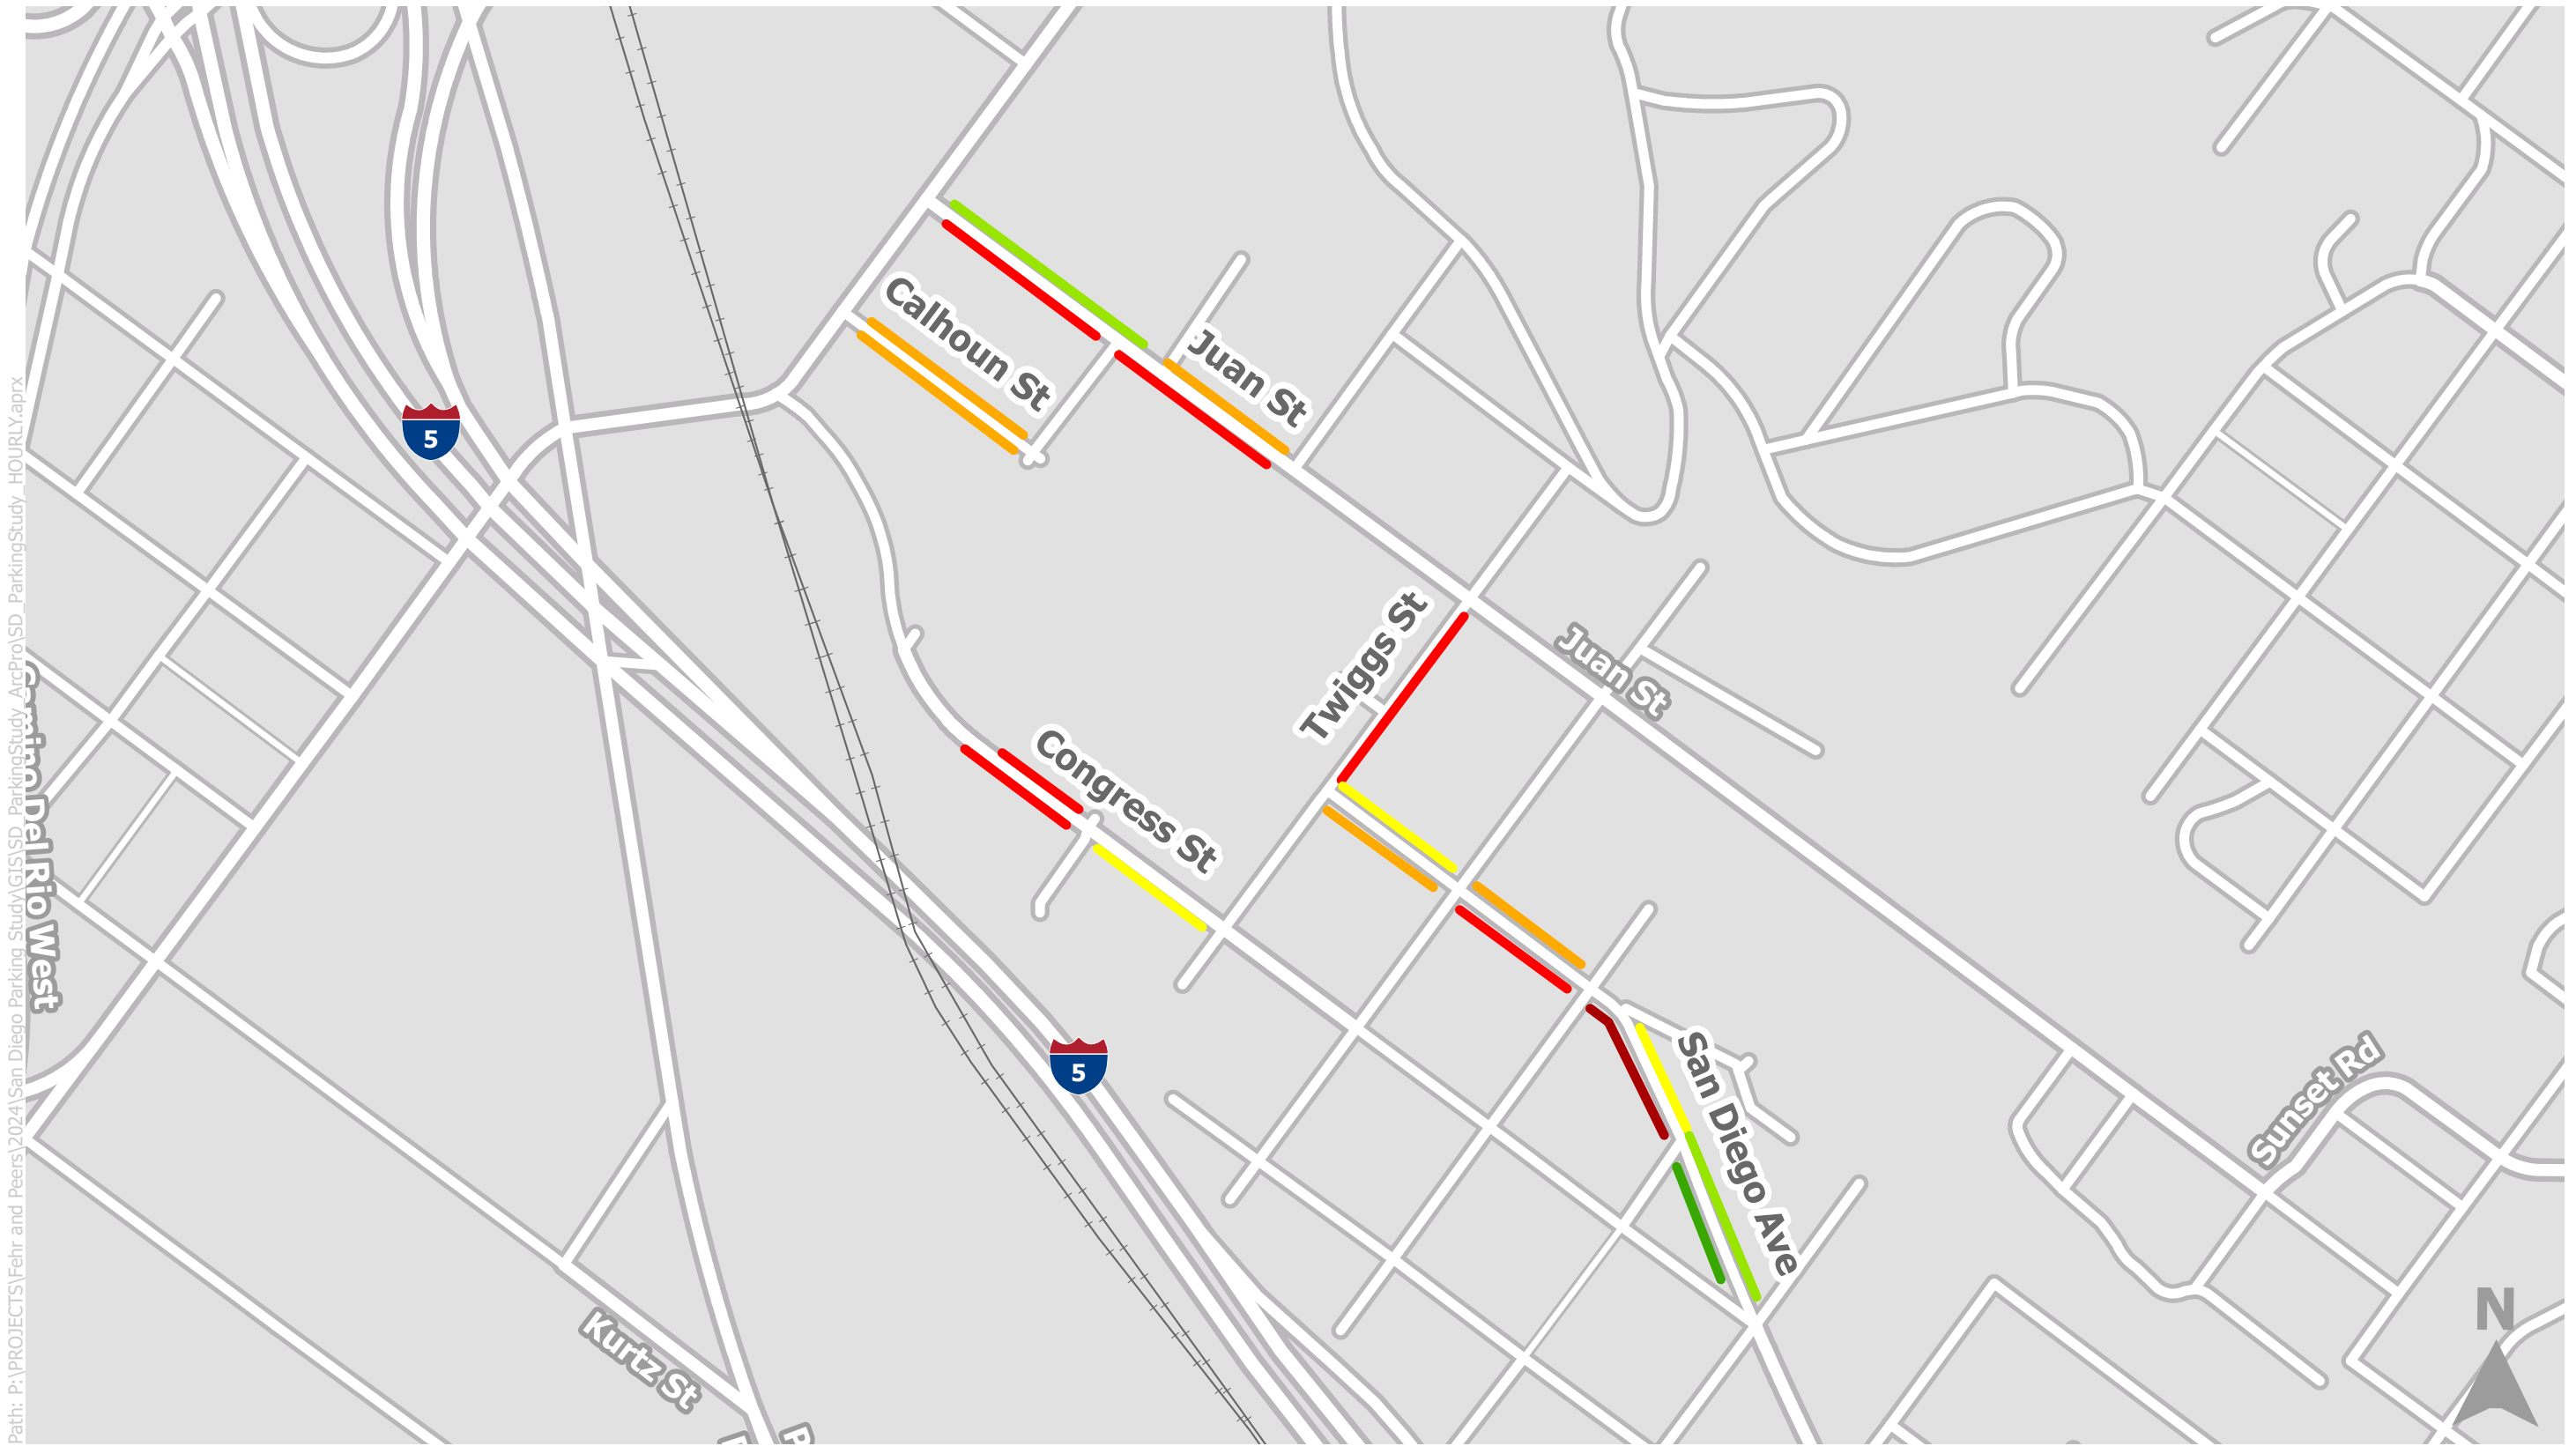 Calhoun St
Juan St
5
Twiggs St
Juan St
Congress St
Camino Del Rio West
5
San Diego Ave
Sunset Rd
N
Kurtz St
P
Path: P:\PROJECTS\Fehr and Peers\2024\San Diego Parking Study\GIS\SD_ParkingStudy_ArcPro\SD_ParkingStudy_HOURLY.aprx